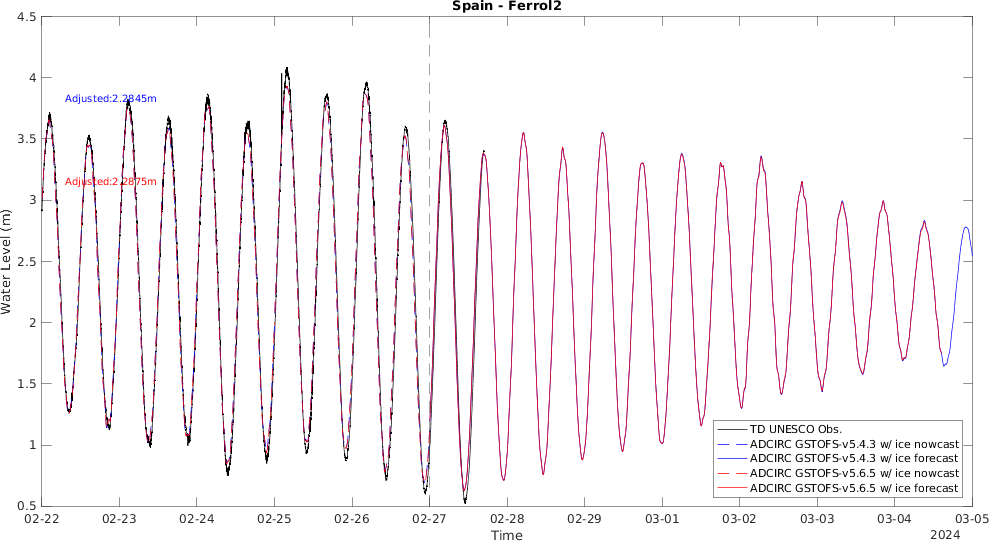 Spain - Ferrol2
4.5
4
3.5
3
2.5
2
1.5
1
0.5
Water Level (m)
Adjusted:2.2845m
Adjusted:2.2875m
TD UNESCO Obs.
ADCIRC GSTOFS-v5.4.3 w/ ice nowcast
ADCIRC GSTOFS-v5.4.3 w/ ice forecast
ADCIRC GSTOFS-v5.6.5 w/ ice nowcast
ADCIRC GSTOFS-v5.6.5 w/ ice forecast
02-22 02-23 02-24 02-25 02-26 02-27 02-28 02-29 03-01 03-02 03-03 03-04 03-05
Time
2024